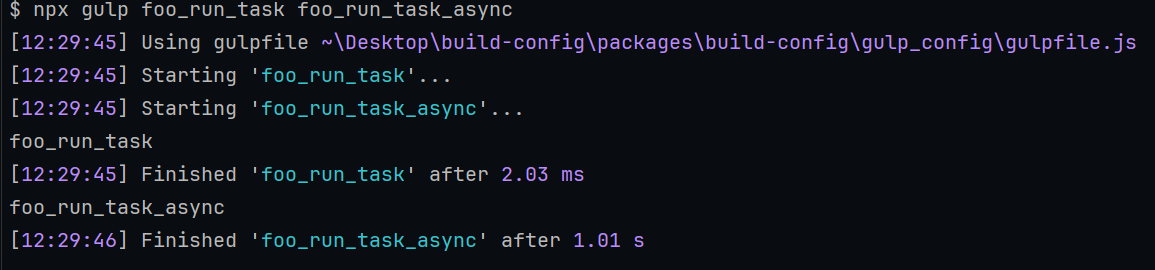 $ npx gulp foo_run_task foo_run_task_async
[12:29:45] Using gulpfile ~\Desktop\build-config\packages\build-config\gulp_config\gulpfile.js
[12:29:45] Starting 'foo_run_task'...
[12:29:45] Starting 'foo_run_task_async'...
foo_run_task
[12:29:45] Finished 'foo_run_task' after 2.03 ms
foo_run_task_async
[12:29:46] Finished 'foo_run_task_async' after 1.01 s